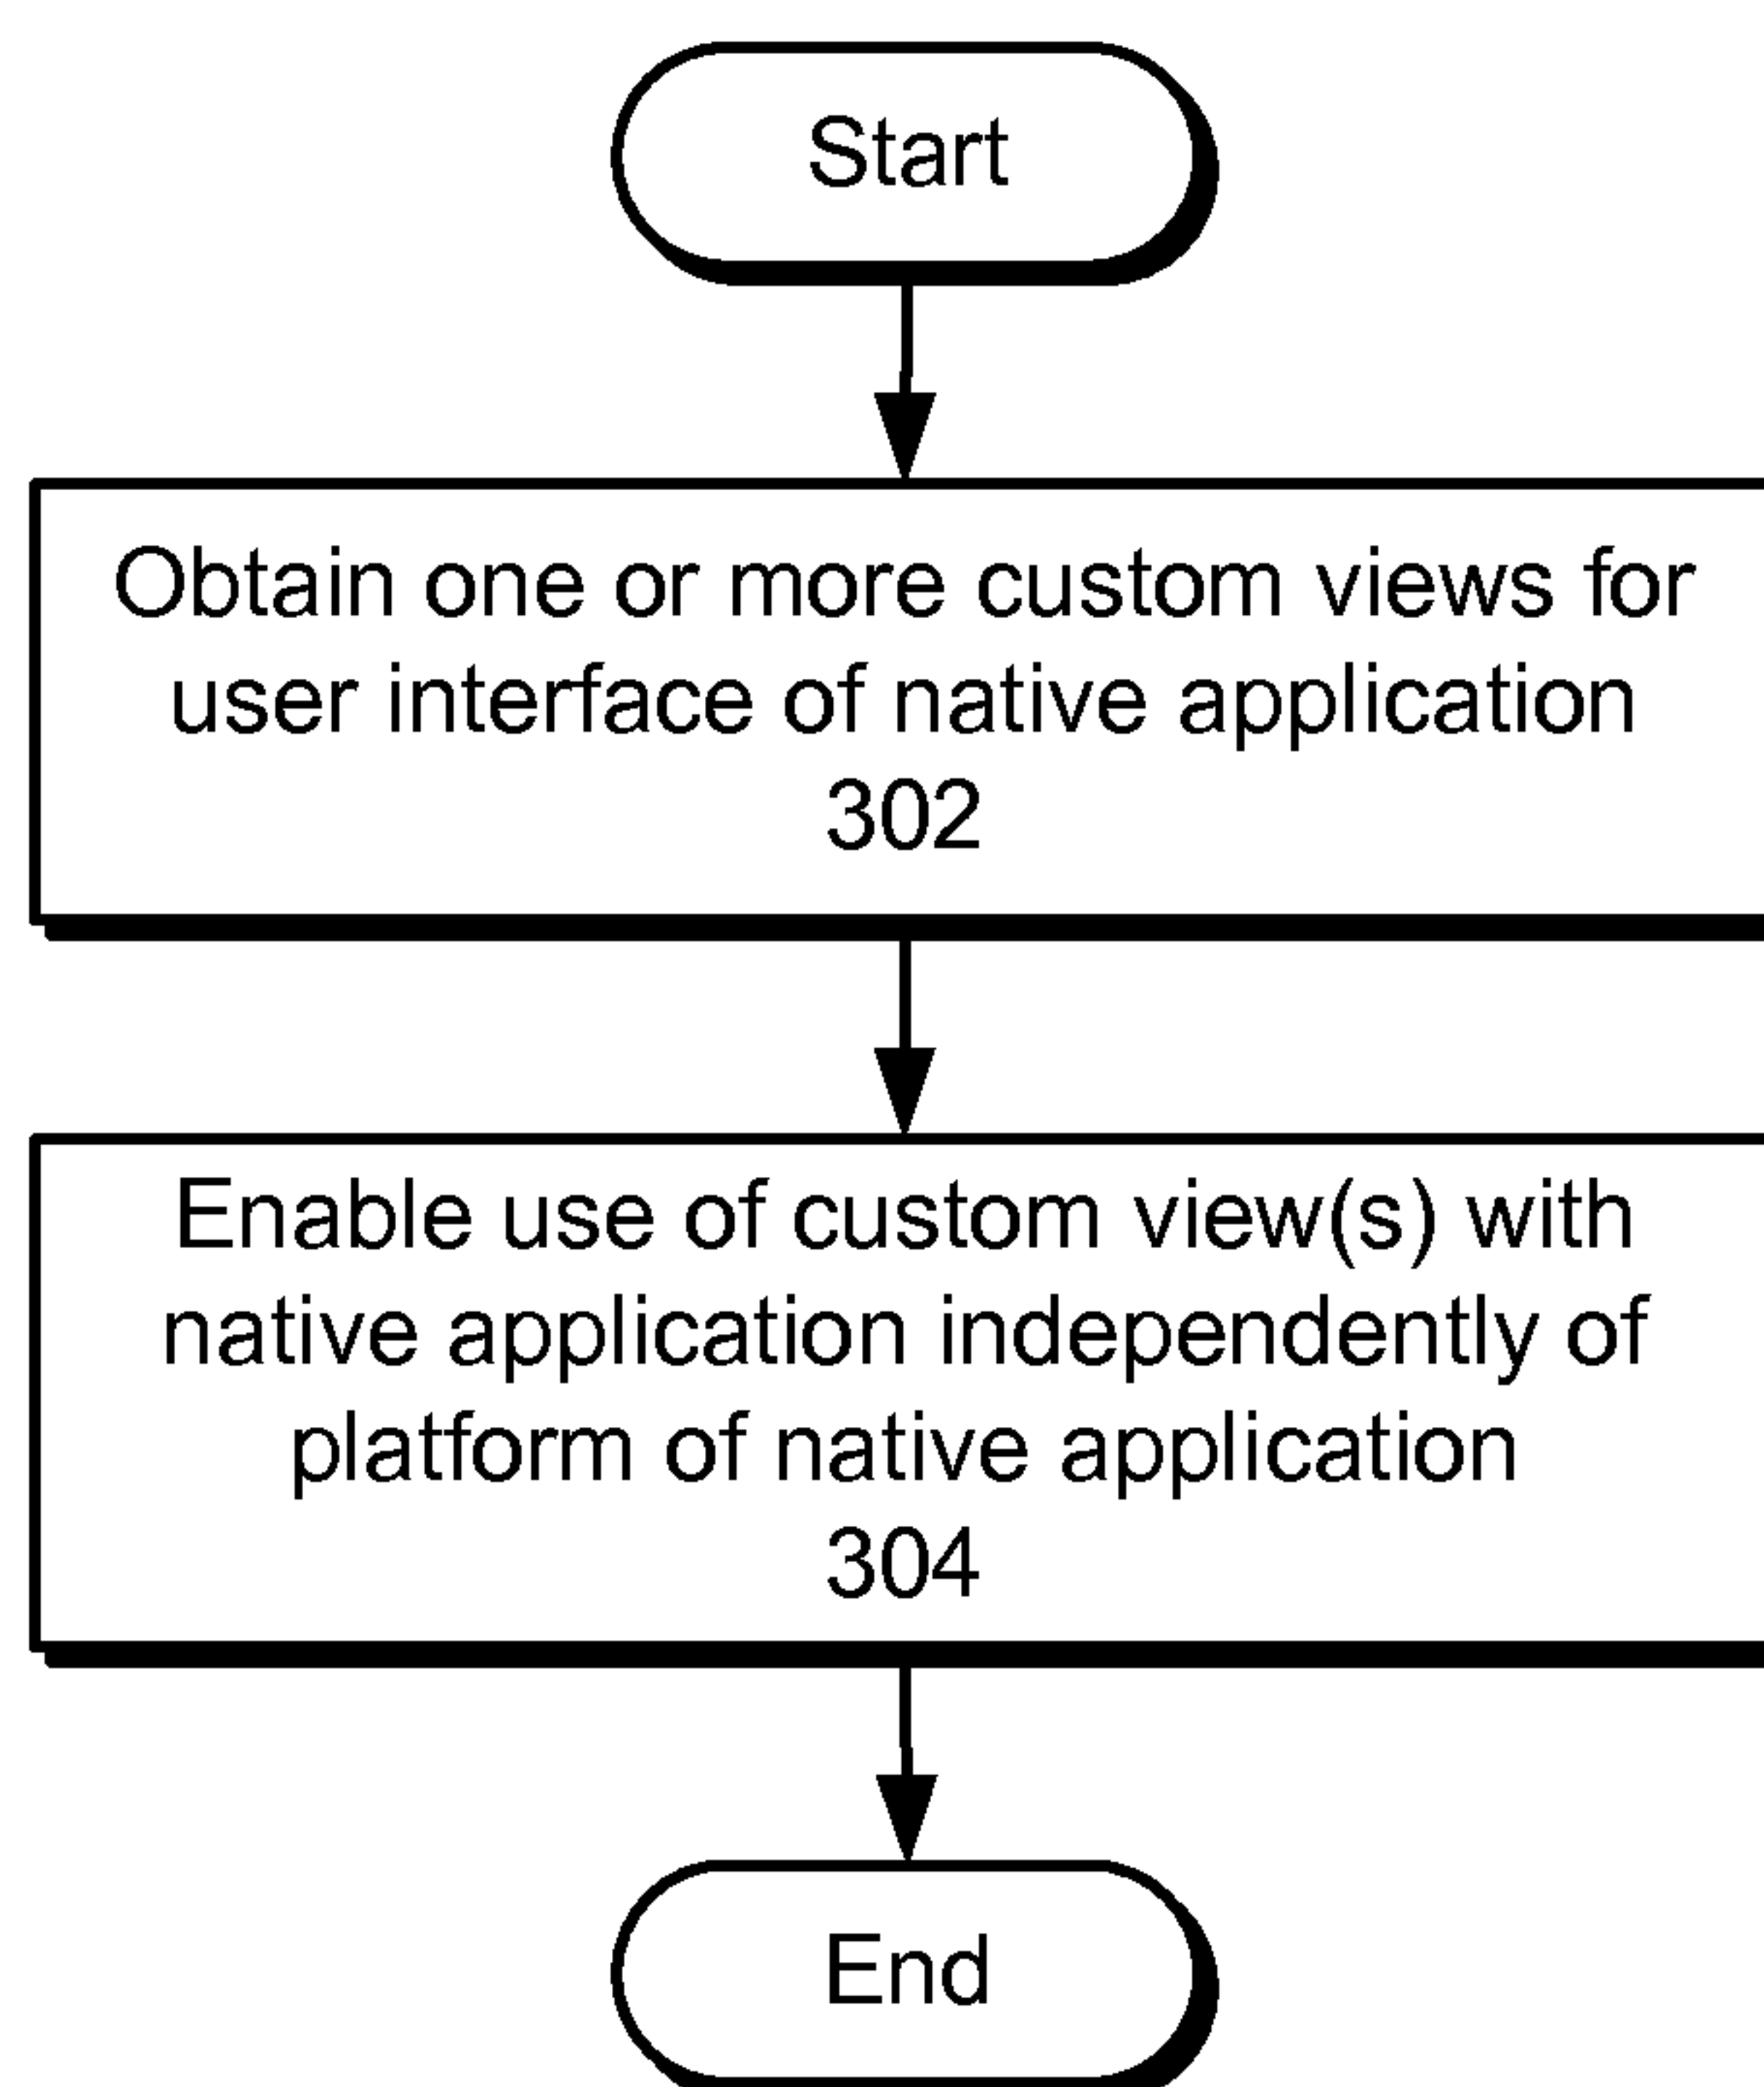 Start
Obtain one or more custom views for
user interface of native application
302
Enable use of custom view(s) with
native application independently of
platform of native application
304
End